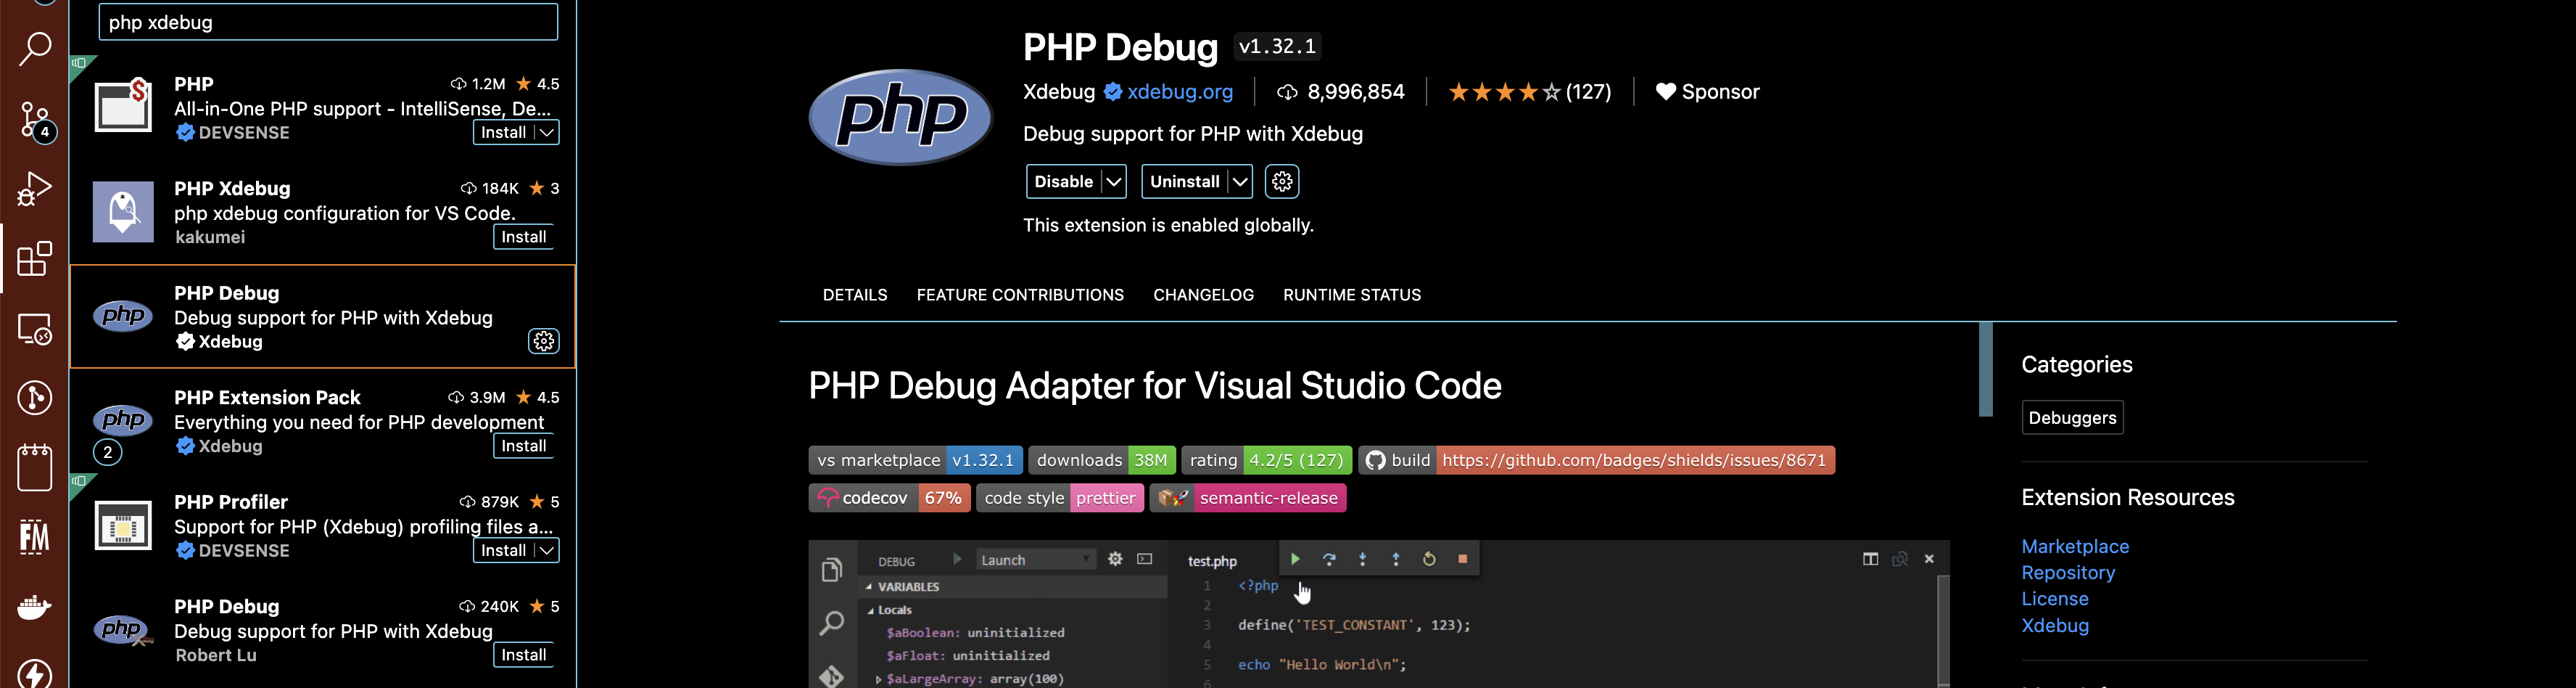 php xdebug
PHP 1.2M 4.5
All-in-One PHP support - IntelliSense, De...
DEVSENSE Install
PHP Xdebug 184K 3
php xdebug configuration for VS Code.
kakumei Install
PHP Debug
Debug support for PHP with Xdebug
Xdebug
PHP Extension Pack 3.9M 4.5
Everything you need for PHP development
Xdebug Install
2
PHP Profiler 879K 5
Support for PHP (Xdebug) profiling files a...
DEVSENSE Install
PHP Debug 240K 5
Debug support for PHP with Xdebug
Robert Lu Install
4
FM
php
PHP Debug v1.32.1
Xdebug xdebug.org 8,996,854 (127) Sponsor
Debug support for PHP with Xdebug
Disable Uninstall
This extension is enabled globally.
DETAILS FEATURE CONTRIBUTIONS CHANGELOG RUNTIME STATUS
PHP Debug Adapter for Visual Studio Code
vs marketplace v1.32.1 downloads 38M rating 4.2/5 (127) build https://github.com/badges/shields/issues/8671
codecov 67% code style prettier semantic-release
DEBUG Launch
VARIABLES
Locals
$aBoolean: uninitialized
$aFloat: uninitialized
$aLargeArray: array(100)
test.php
1 <?php
2
3 define('TEST_CONSTANT', 123);
4
5 echo "Hello World\n";
6
Categories
Debuggers
Extension Resources
Marketplace
Repository
License
Xdebug